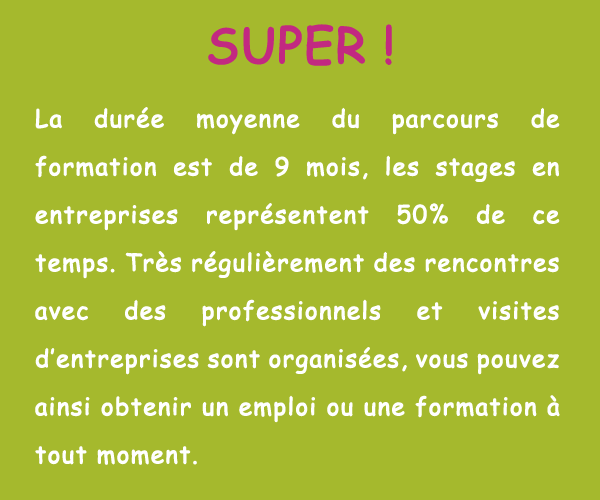 SUPER !
La durée moyenne du parcours de
formation est de 9 mois, les stages en
entreprises représentent 50% de ce
temps. Très régulièrement des rencontres
avec des professionnels et visites
d'entreprises sont organisées, vous pouvez
ainsi obtenir un emploi ou une formation à
tout moment.